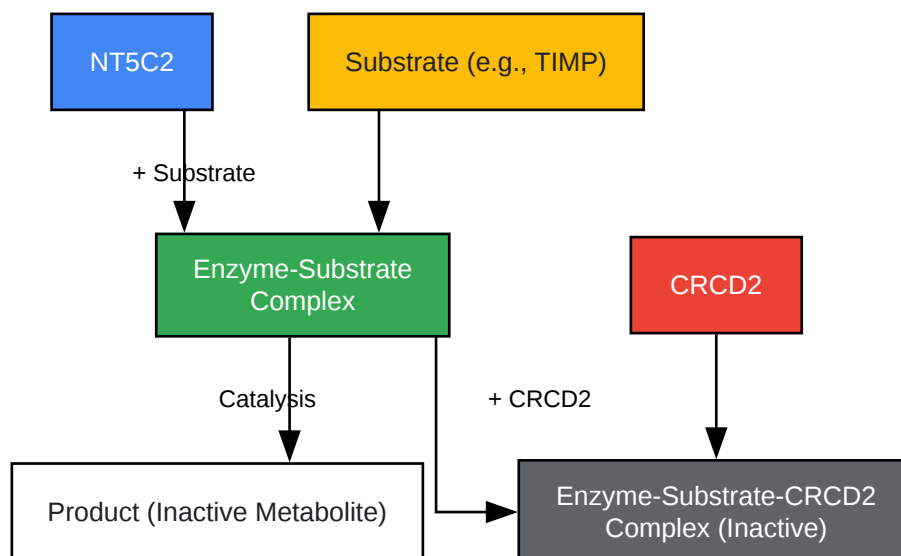 NT5C2
Substrate (e.g., TIMP)
+ Substrate
Enzyme-Substrate
Complex
CRCD2
Catalysis
+ CRCD2
Product (Inactive Metabolite)
Enzyme-Substrate-CRCD2
Complex (Inactive)